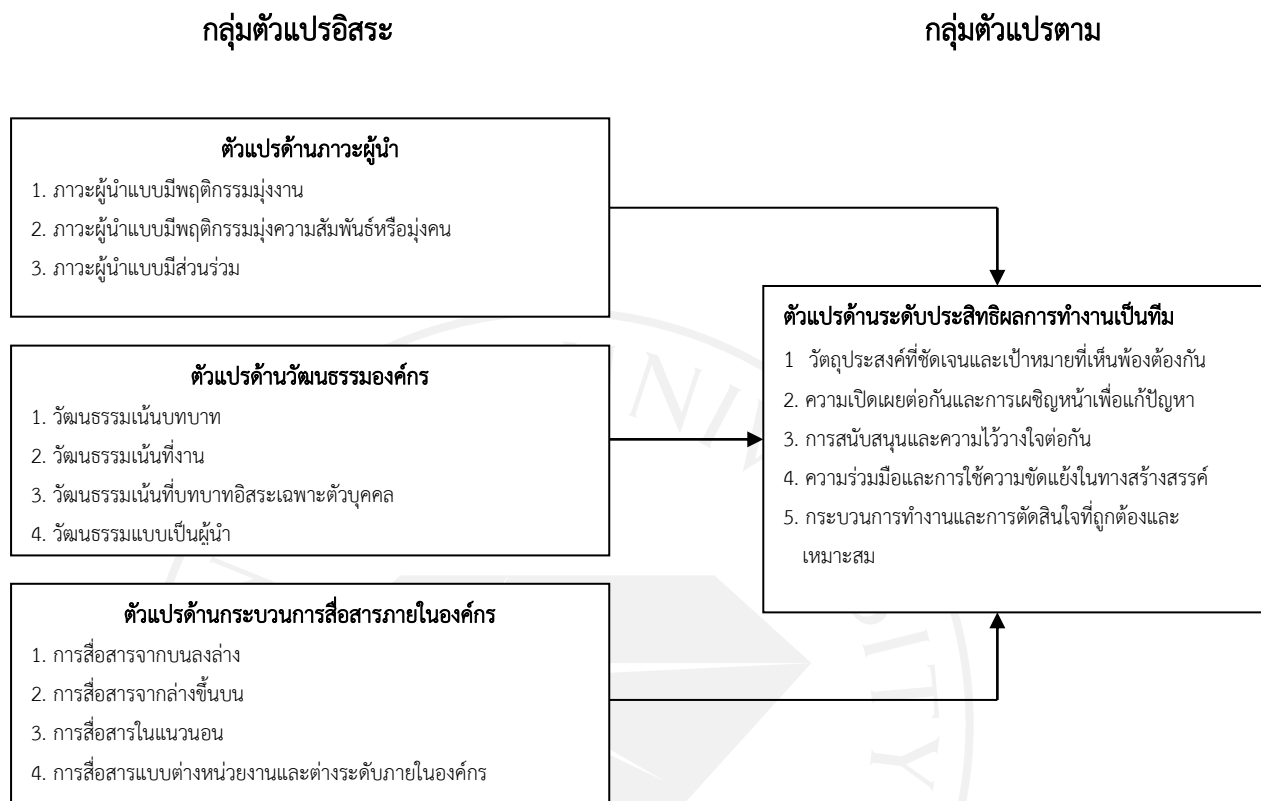 กลุ่มตัวแปรอิสระ
กลุ่มตัวแปรตาม
ตัวแปรด้านภาวะผู้นำ
1. ภาวะผู้นำแบบมีพฤติกรรมมุ่งงาน
2. ภาวะผู้นำแบบมีพฤติกรรมมุ่งความสัมพันธ์หรือมุ่งคน
3. ภาวะผู้นำแบบมีส่วนร่วม
ตัวแปรด้านวัฒนธรรมองค์กร
1. วัฒนธรรมเน้นบทบาท
2. วัฒนธรรมเน้นที่งาน
3. วัฒนธรรมเน้นที่บทบาทอิสระเฉพาะตัวบุคคล
4. วัฒนธรรมแบบเป็นผู้นำ
ตัวแปรด้านกระบวนการสื่อสารภายในองค์กร
1. การสื่อสารจากบนลงล่าง
2. การสื่อสารจากล่างขึ้นบน
3. การสื่อสารในแนวนอน
4. การสื่อสารแบบต่างหน่วยงานและต่างระดับภายในองค์กร
ตัวแปรด้านระดับประสิทธิผลการทำงานเป็นทีม
1 วัตถุประสงค์ที่ชัดเจนและเป้าหมายที่เห็นพ้องต้องกัน
2. ความเปิดเผยต่อกันและการเผชิญหน้าเพื่อแก้ปัญหา
3. การสนับสนุนและความไว้วางใจต่อกัน
4. ความร่วมมือและการใช้ความขัดแย้งในทางสร้างสรรค์
5. กระบวนการทำงานและการตัดสินใจที่ถูกต้องและ
เหมาะสม